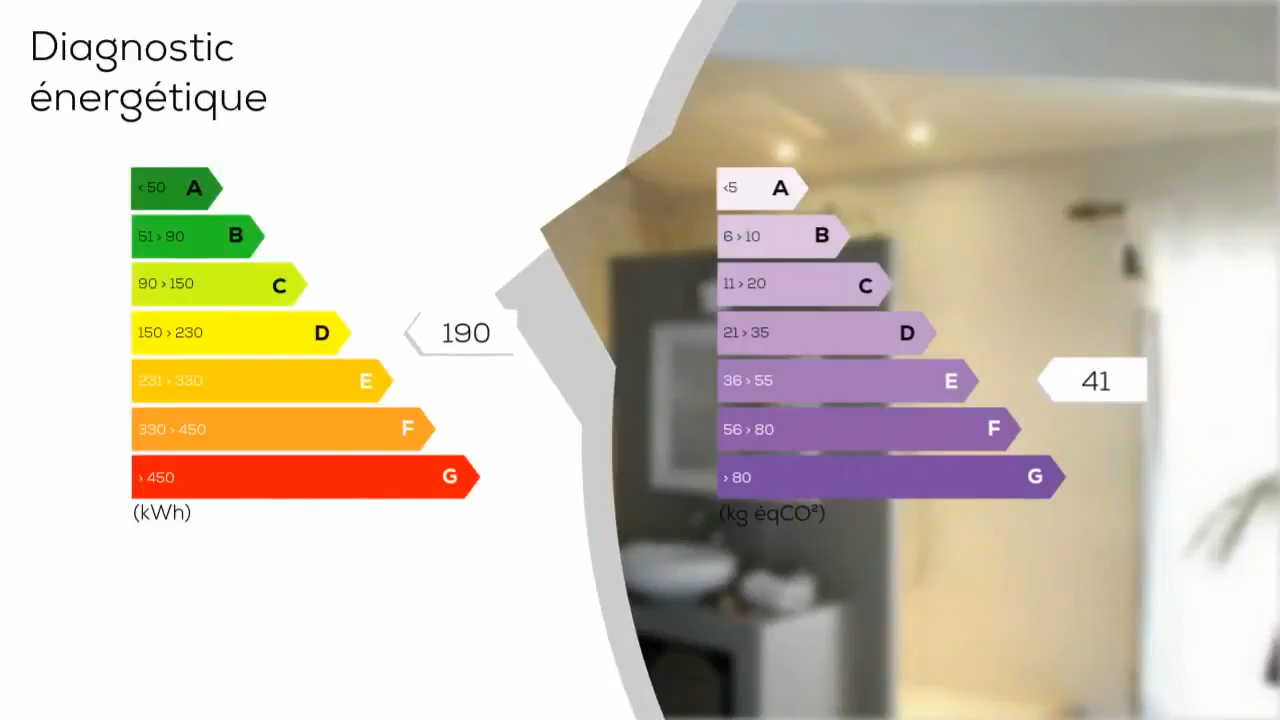 Diagnostic
énergétique
< 50 A
51 > 90 B
90 > 150 C
150 > 230 D
190
231 > 330 E
330 > 450 F
> 450 G
(kWh)
<5 A
6 > 10 B
11 > 20 C
21 > 35 D
36 > 55 E
41
56 > 80 F
> 80 G
(kg éqCO²)